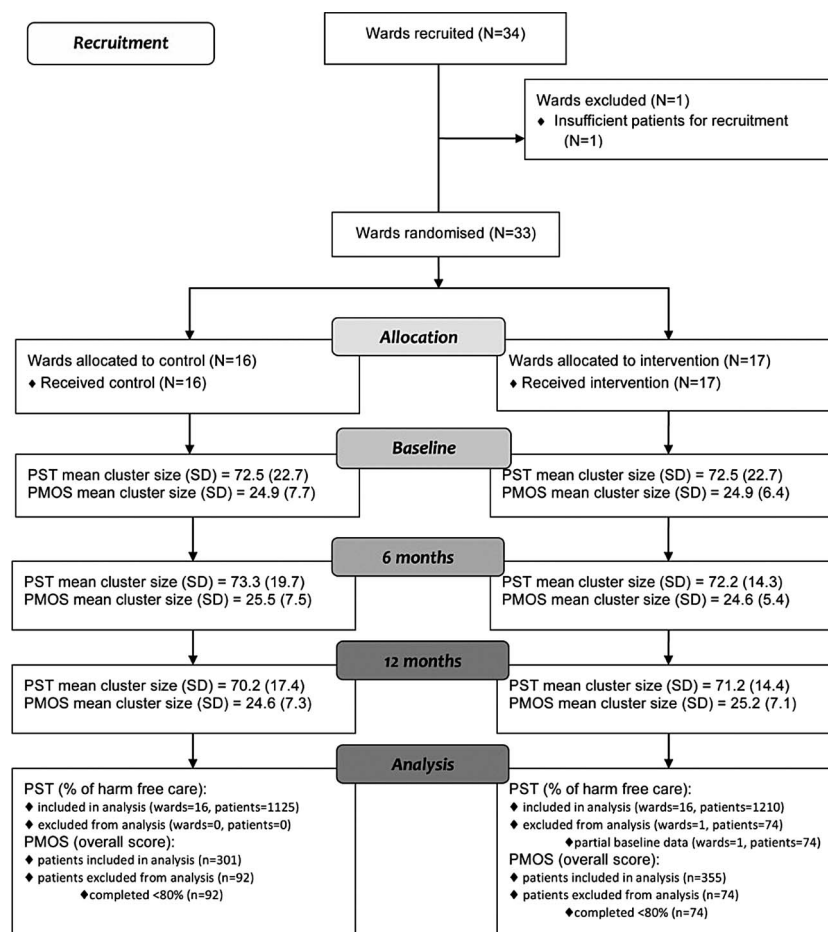 Recruitment
Wards recruited (N=34)
Wards excluded (N=1)
♦ Insufficient patients for recruitment
(N=1)
Wards randomised (N=33)
Allocation
Wards allocated to control (N=16)
♦ Received control (N=16)
Wards allocated to intervention (N=17)
♦ Received intervention (N=17)
Baseline
PST mean cluster size (SD) = 72.5 (22.7)
PMOS mean cluster size (SD) = 24.9 (7.7)
PST mean cluster size (SD) = 72.5 (22.7)
PMOS mean cluster size (SD) = 24.9 (6.4)
6 months
PST mean cluster size (SD) = 73.3 (19.7)
PMOS mean cluster size (SD) = 25.5 (7.5)
PST mean cluster size (SD) = 72.2 (14.3)
PMOS mean cluster size (SD) = 24.6 (5.4)
12 months
PST mean cluster size (SD) = 70.2 (17.4)
PMOS mean cluster size (SD) = 24.6 (7.3)
PST mean cluster size (SD) = 71.2 (14.4)
PMOS mean cluster size (SD) = 25.2 (7.1)
Analysis
PST (% of harm free care):
♦ included in analysis (wards=16, patients=1125)
♦ excluded from analysis (wards=0, patients=0)
PMOS (overall score):
♦ patients included in analysis (n=301)
♦ patients excluded from analysis (n=92)
♦completed <80% (n=92)
PST (% of harm free care):
♦ included in analysis (wards=16, patients=1210)
♦ excluded from analysis (wards=1, patients=74)
♦partial baseline data (wards=1, patients=74)
PMOS (overall score):
♦ patients included in analysis (n=355)
♦ patients excluded from analysis (n=74)
♦completed <80% (n=74)